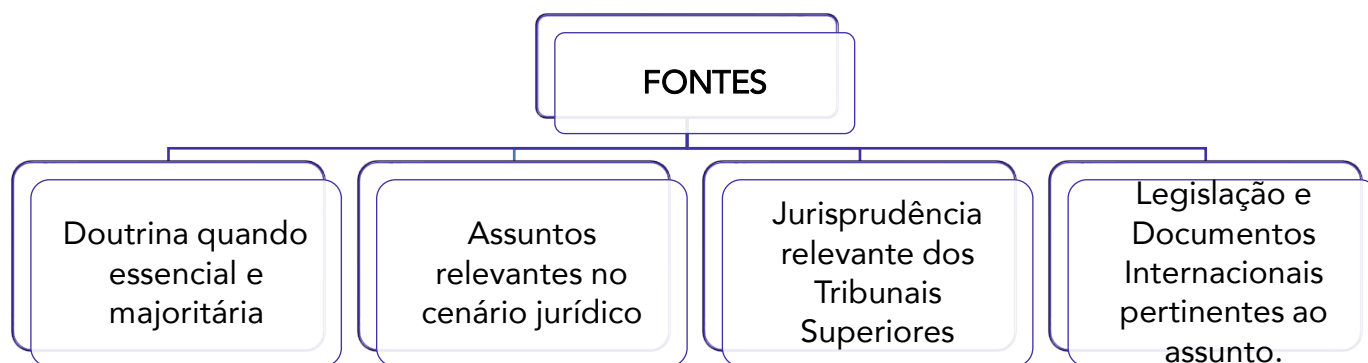 FONTES
Doutrina quando
essencial e
majoritária
Assuntos
relevantes no
cenário jurídico
Jurisprudência
relevante dos
Tribunais
Superiores
Legislação e
Documentos
Internacionais
pertinentes ao
assunto.